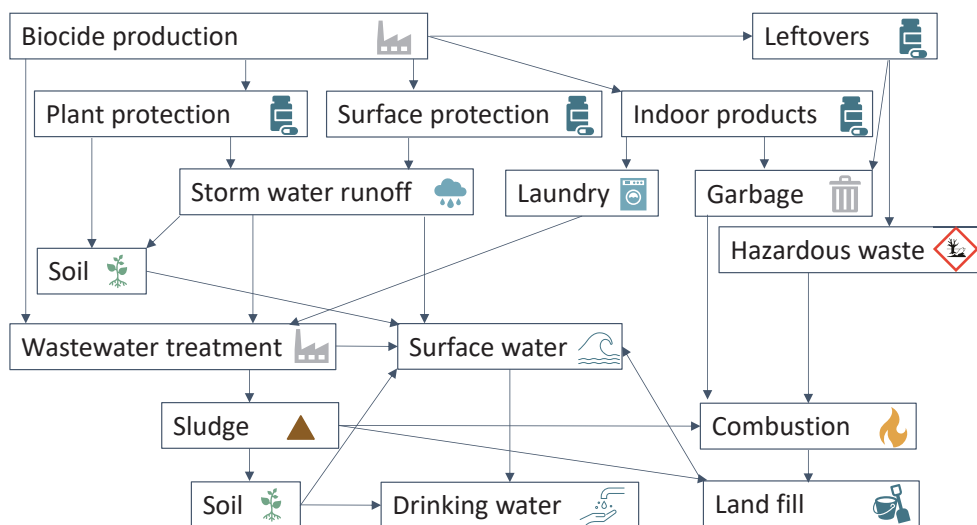 Biocide production
Leftovers
Plant protection
Surface protection
Indoor products
Storm water runoff
Laundry
Garbage
Hazardous waste
Soil
Wastewater treatment
Surface water
Sludge
Combustion
Soil
Drinking water
Land fill